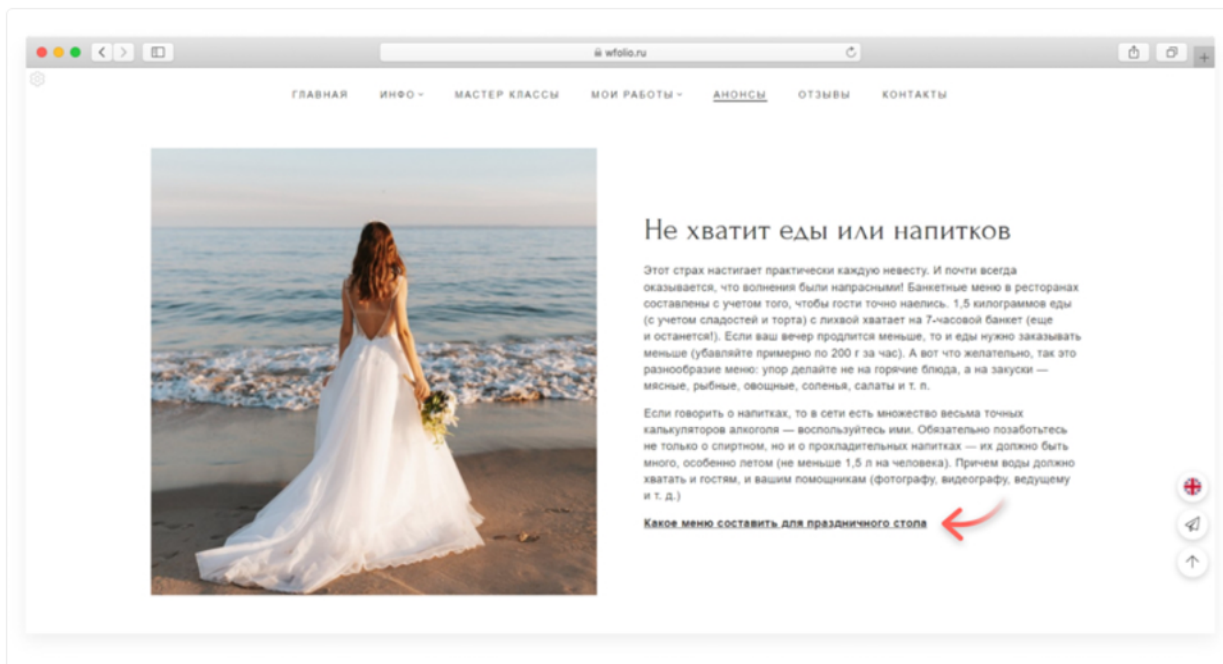 wfolio.ru
ГЛАВНАЯ ИНФО МАСТЕР КЛАССЫ МОИ РАБОТЫ АНОНСЫ ОТЗЫВЫ КОНТАКТЫ
Не хватит еды или напитков
Этот страх настигает практически каждую невесту. И почти всегда
оказывается, что волнения были напрасными! Банкетные меню в ресторанах
составлены с учетом того, чтобы гости точно наелись. 1,5 килограммов еды
(с учетом сладостей и торта) с лихвой хватает на 7-часовой банкет (еще
и останется!). Если ваш вечер продлится меньше, то и еды нужно заказывать
меньше (убавляйте примерно по 200 г за час). А вот что желательно, так это
разнообразие меню: упор делайте не на горячие блюда, а на закуски —
мясные, рыбные, овощные, соленья, салаты и т. п.
Если говорить о напитках, то в сети есть множество весьма точных
калькуляторов алкоголя — воспользуйтесь ими. Обязательно позаботьтесь
не только о спиртном, но и о прохладительных напитках — их должно быть
много, особенно летом (не меньше 1,5 л на человека). Причем воды должно
хватать и гостям, и вашим помощникам (фотографу, видеографу, ведущему
и т. д.)
Какое меню составить для праздничного стола